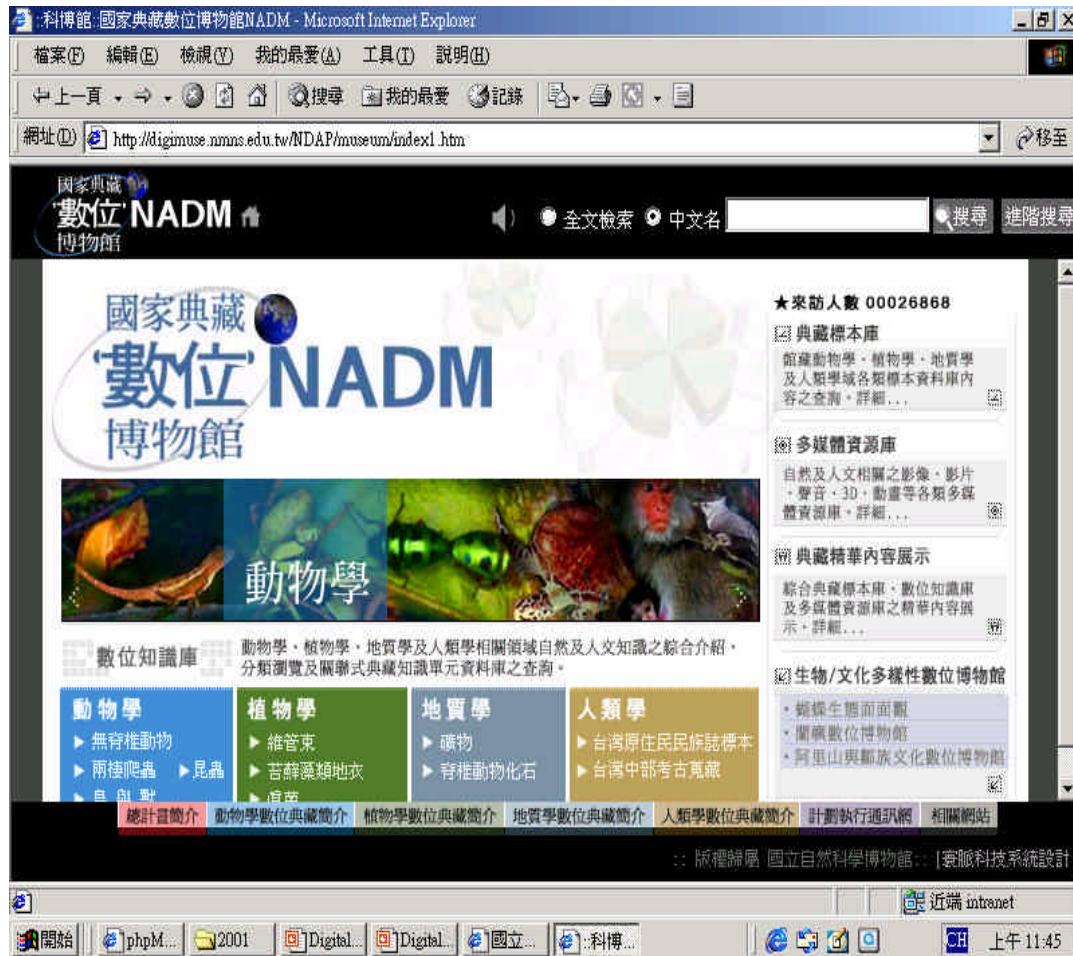 ::科博館::國家典藏數位博物館NADM - Microsoft Internet Explorer
檔案(F) 編輯(E) 檢視(V) 我的最愛(A) 工具(T) 說明(H)
上一頁 搜尋 我的最愛 記錄
網址(D) http://digimuse.nmns.edu.tw/NDAP/museum/index1.htm 移至
國家典藏
數位 NADM
博物館
全文檢索 中文名 搜尋 進階搜尋
國家典藏
數位 NADM
博物館
動物學
數位知識庫
動物學、植物學、地質學及人類學相關領域自然及人文知識之綜合介紹、
分類瀏覽及關聯式典藏知識單元資料庫之查詢。
動物學
▶ 無脊椎動物
▶ 兩棲爬蟲 ▶ 昆蟲
▶ 鳥與獸
植物學
▶ 維管束
▶ 苔蘚藻類地衣
▶ 真菌
地質學
▶ 礦物
▶ 脊椎動物化石
人類學
▶ 台灣原住民民族誌標本
▶ 台灣中部考古蒐藏
★來訪人數 00026868
典藏標本庫
館藏動物學、植物學、地質學
及人類學域各類標本資料庫內
容之查詢。詳細...
多媒體資源庫
自然及人文相關之影像、影片
、聲音、3D、動畫等各類多媒
體資源庫。詳細...
典藏精華內容展示
綜合典藏標本庫、數位知識庫
及多媒體資源庫之精華內容展
示。詳細...
生物/文化多樣性數位博物館
・蝴蝶生態面面觀
・蘭嶼數位博物館
・阿里山與鄒族文化數位博物館
總計畫簡介 動物學數位典藏簡介 植物學數位典藏簡介 地質學數位典藏簡介 人類學數位典藏簡介 計劃執行通訊網 相關網站
:: 版權歸屬 國立自然科學博物館:: |寰脈科技系統設計
近端 intranet
開始 phpM... 2001 Digital... Digital... 國立... ::科博... CH 上午 11:45